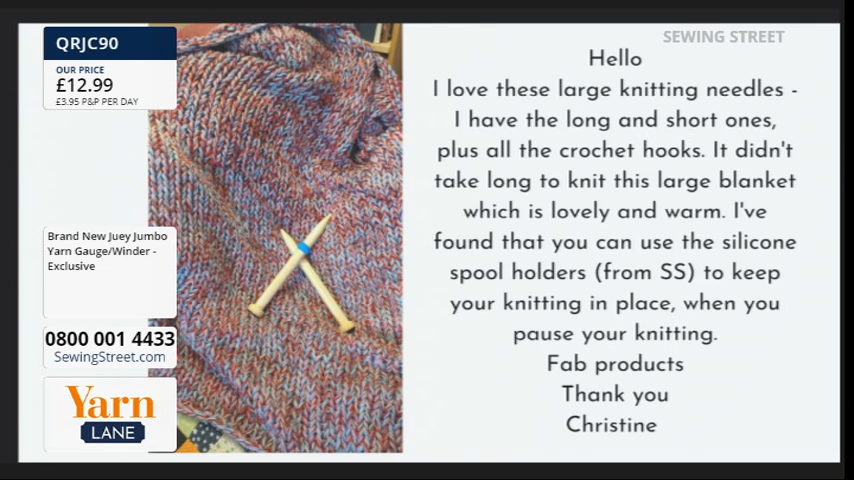 QRJC90
OUR PRICE
£12.99
£3.95 P&P PER DAY
Brand New Juey Jumbo
Yarn Gauge/Winder -
Exclusive
0800 001 4433
SewingStreet.com
Yarn
LANE
SEWING STREET
Hello
I love these large knitting needles -
I have the long and short ones,
plus all the crochet hooks. It didn't
take long to knit this large blanket
which is lovely and warm. I've
found that you can use the silicone
spool holders (from SS) to keep
your knitting in place, when you
pause your knitting.
Fab products
Thank you
Christine